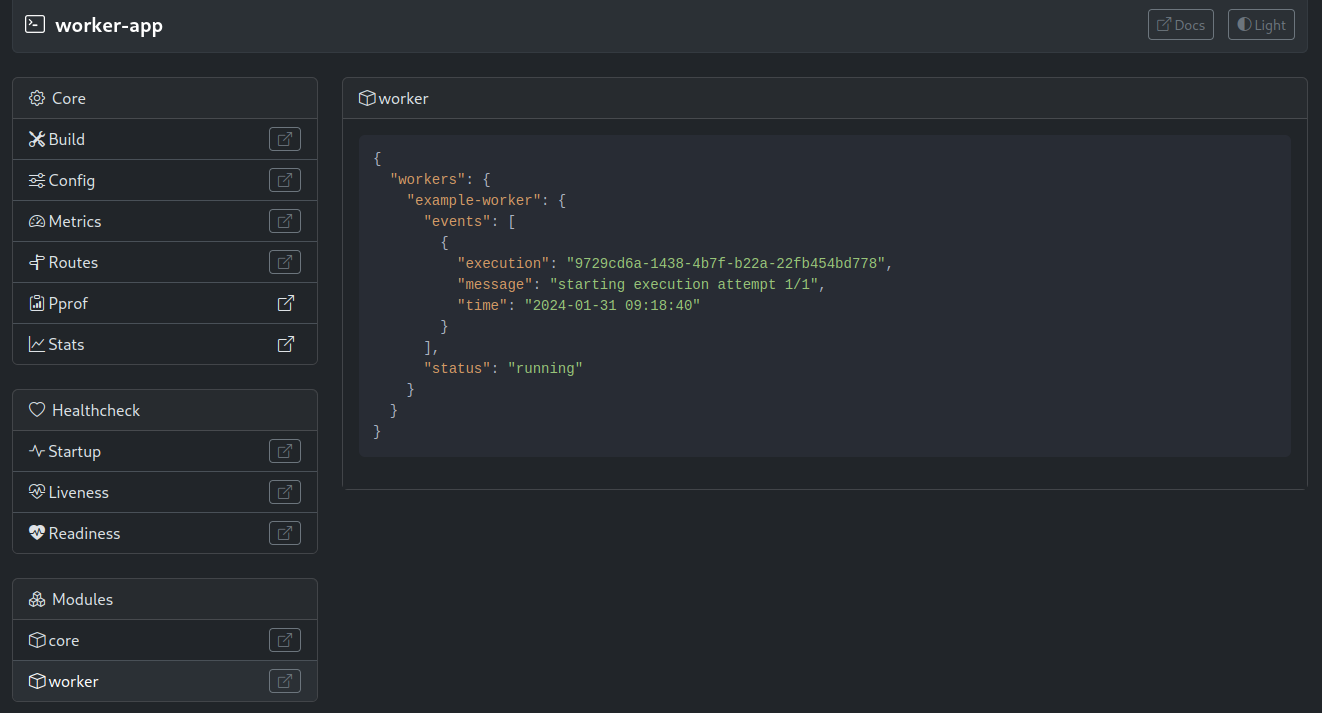 worker-app
Docs
Light
Core
Build
Config
Metrics
Routes
Pprof
Stats
Healthcheck
Startup
Liveness
Readiness
Modules
core
worker
worker
{
  "workers": {
    "example-worker": {
      "events": [
        {
          "execution": "9729cd6a-1438-4b7f-b22a-22fb454bd778",
          "message": "starting execution attempt 1/1",
          "time": "2024-01-31 09:18:40"
        }
      ],
      "status": "running"
    }
  }
}